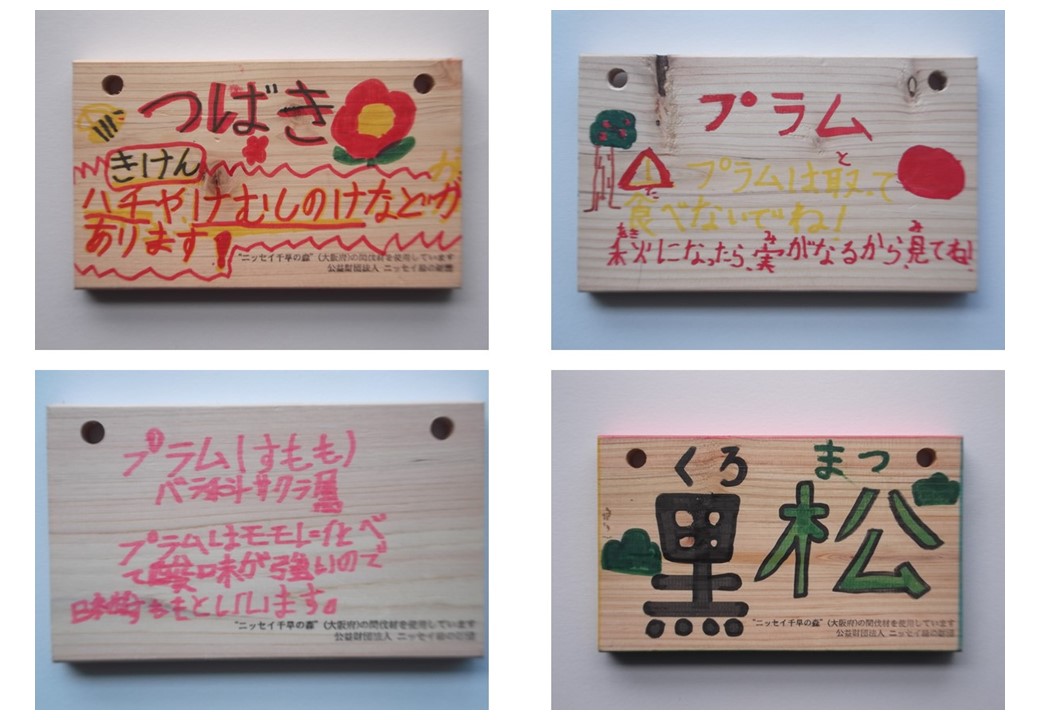 つばき
きけん
ハチやけむしのけなどが
あります!
"ニッセイ千早の森"(大阪府)の間伐材を使用しています
公益財団法人 ニッセイ緑の財団
プラム
プラムは取って
と
食べないでね!
た
秋になったら、実がなるから、見てね!
あき み み
プラム(すもも)
バラ科サクラ属
プラムはモモに比べ
て酸味が強いので
ももといいます。
"ニッセイ千早の森"(大阪府)の間伐材を使用しています
公益財団法人 ニッセイ緑の財団
くろ まつ
黒松
"ニッセイ千早の森"(大阪府)の間伐材を使用しています
公益財団法人 ニッセイ緑の財団